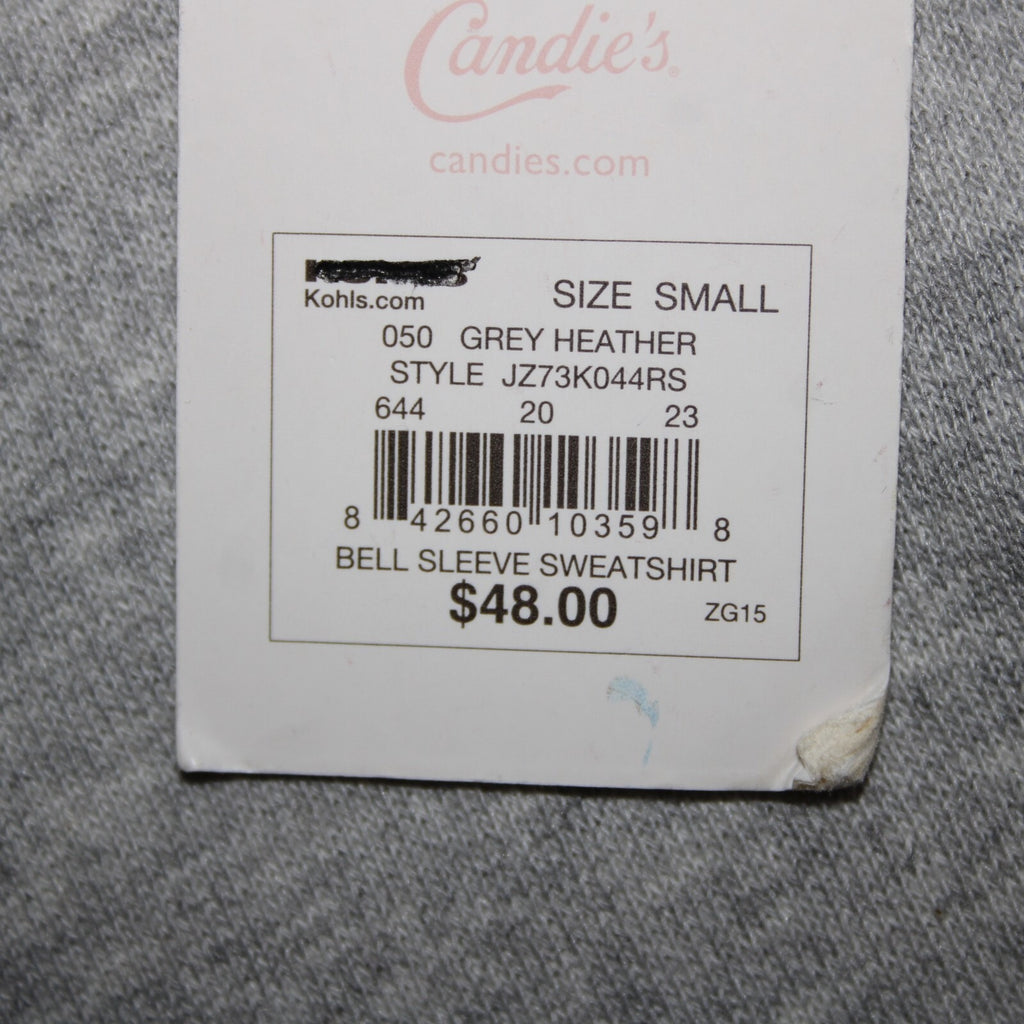 Candie's®
candies.com
Kohls.com
SIZE SMALL
050 GREY HEATHER
STYLE JZ73K044RS
644 20 23
8 42660 10359 8
BELL SLEEVE SWEATSHIRT
$48.00
ZG15